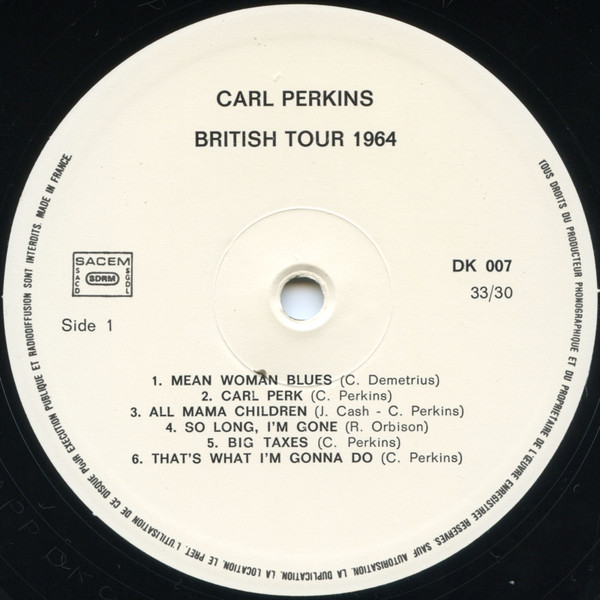 CARL PERKINS
BRITISH TOUR 1964
TOUS DROITS DU PRODUCTEUR PHONOGRAPHIQUE ET DU PROPRIETAIRE DE L'ŒUVRE ENREGISTREE RESERVES. SAUF AUTORISATION, LA DUPLICATION, LA LOCATION, LE PRET, L'UTILISATION DE CE DISQUE POUR EXECUTION PUBLIQUE ET RADIODIFFUSION SONT INTERDITS. MADE IN FRANCE.
SACEM
SACD
SDRM
SGDL
DK 007
33/30
Side 1
1. MEAN WOMAN BLUES (C. Demetrius)
2. CARL PERK (C. Perkins)
3. ALL MAMA CHILDREN (J. Cash - C. Perkins)
4. SO LONG, I'M GONE (R. Orbison)
5. BIG TAXES (C. Perkins)
6. THAT'S WHAT I'M GONNA DO (C. Perkins)